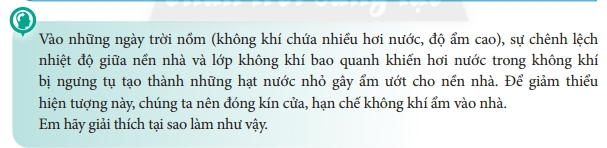 Vào những ngày trời nồm (không khí chứa nhiều hơi nước, độ ẩm cao), sự chênh lệch
nhiệt độ giữa nền nhà và lớp không khí bao quanh khiến hơi nước trong không khí
bị ngưng tụ tạo thành những hạt nước nhỏ gây ẩm ướt cho nền nhà. Để giảm thiểu
hiện tượng này, chúng ta nên đóng kín cửa, hạn chế không khí ẩm vào nhà.
Em hãy giải thích tại sao làm như vậy.